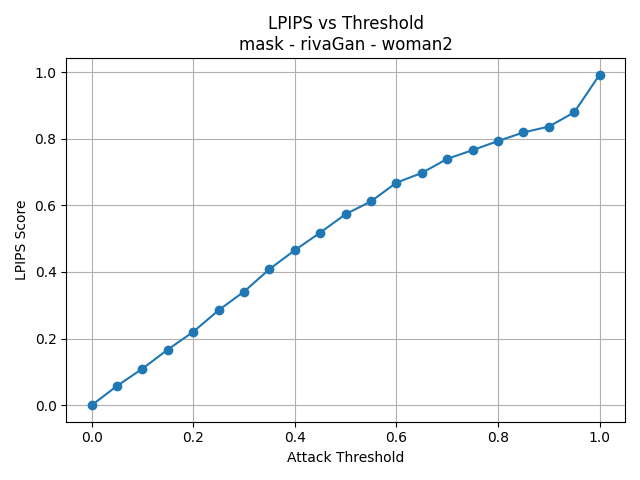 LPIPS vs Threshold
mask - rivaGan - woman2
1.0
0.8
0.6
0.4
0.2
0.0
LPIPS Score
0.0 0.2 0.4 0.6 0.8 1.0
Attack Threshold